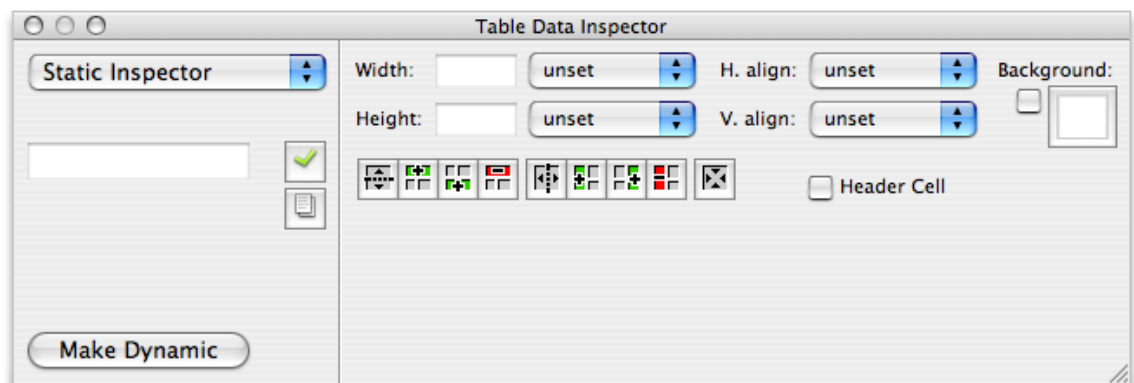 Table Data Inspector
Static Inspector
Width: unset H. align: unset Background:
Height: unset V. align: unset
Header Cell
Make Dynamic